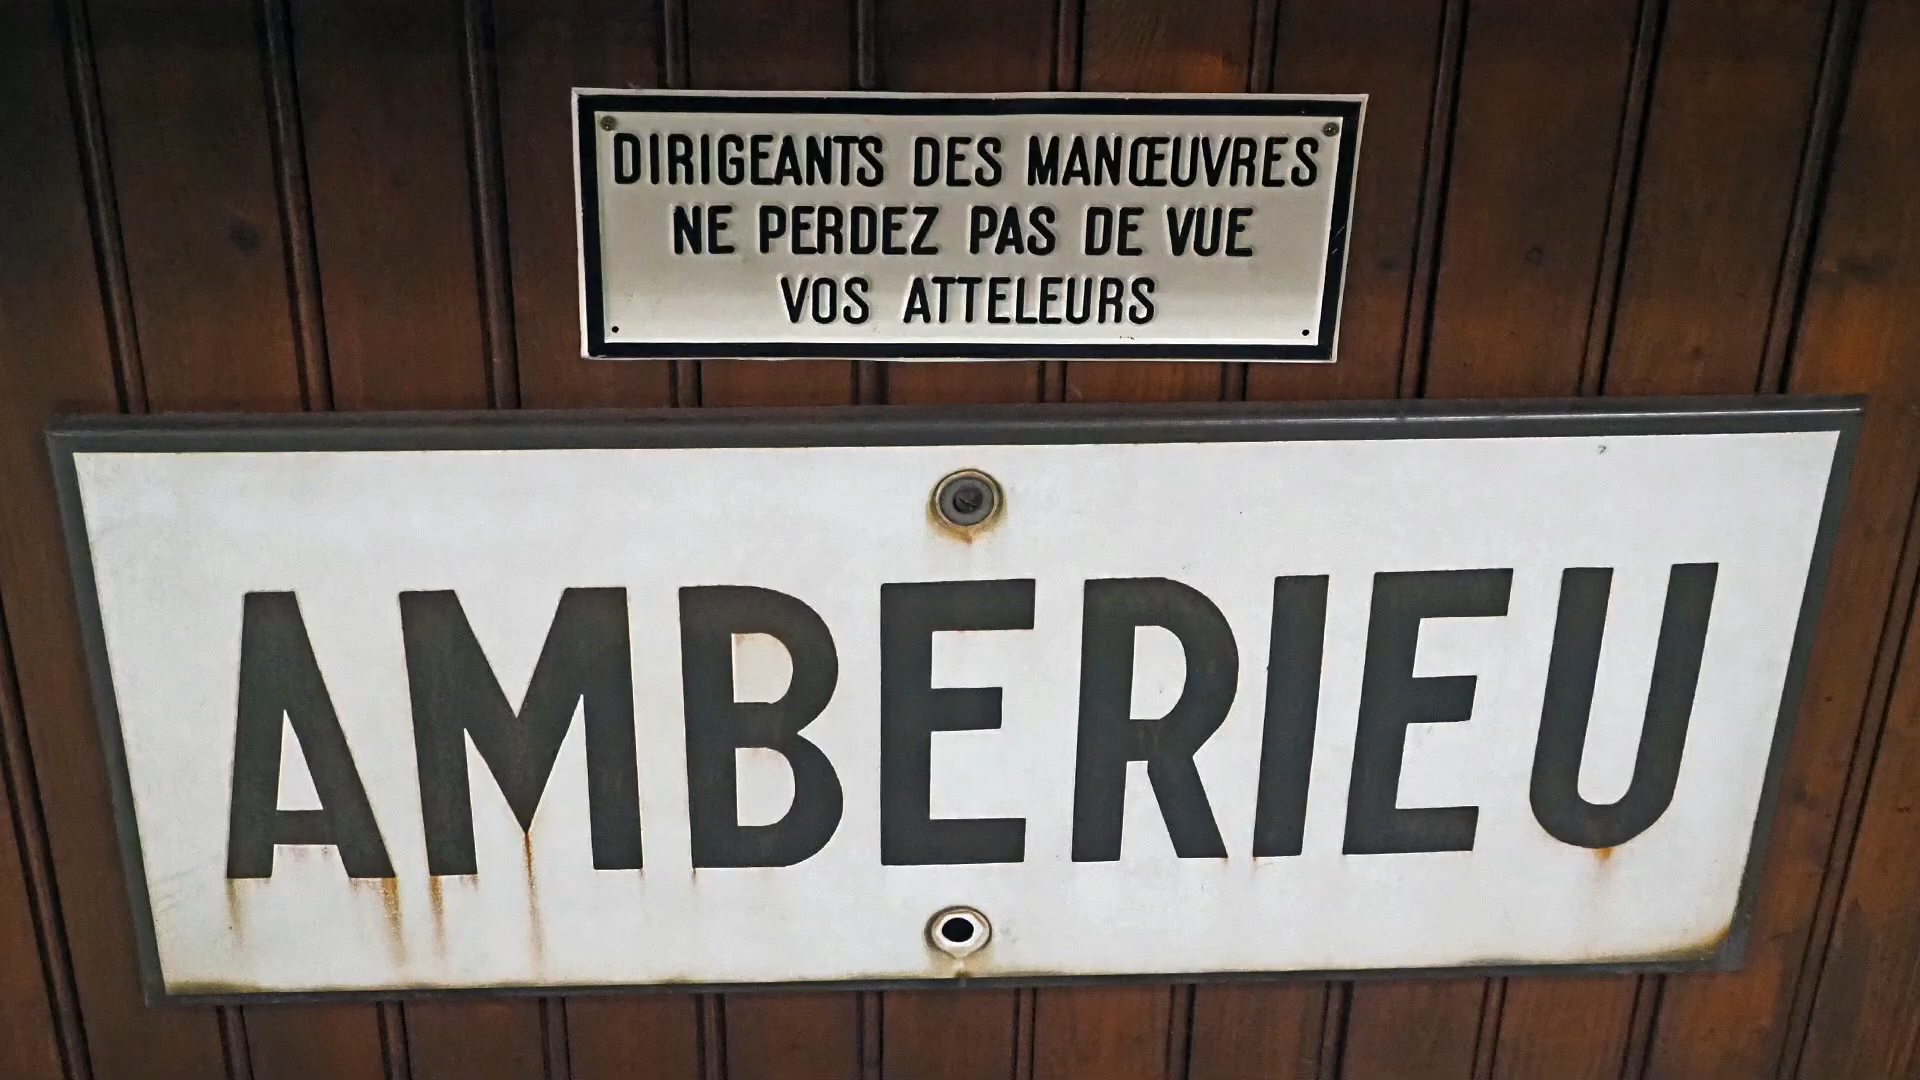 DIRIGEANTS DES MANŒUVRES
NE PERDEZ PAS DE VUE
VOS ATTELEURS
AMBERIEU